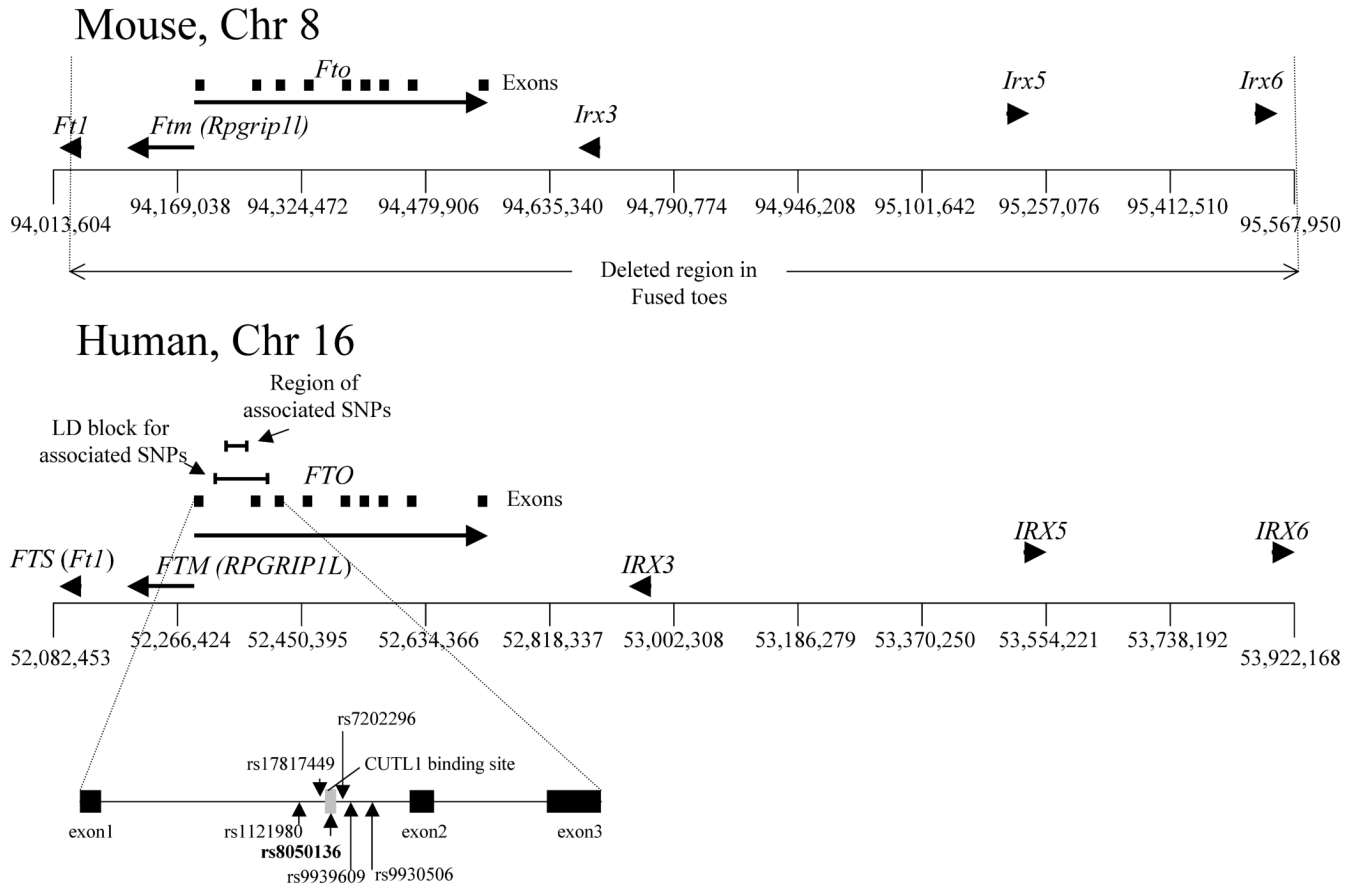 Mouse, Chr 8
Fto
Exons
Irx5
Irx6
Ft1
Ftm (Rpgrip1l)
Irx3
94,013,604
94,169,038
94,324,472
94,479,906
94,635,340
94,790,774
94,946,208
95,101,642
95,257,076
95,412,510
95,567,950
Deleted region in
Fused toes
Human, Chr 16
Region of
associated SNPs
LD block for
associated SNPs
FTO
Exons
FTS (Ft1)
FTM (RPGRIP1L)
IRX3
IRX5
IRX6
52,082,453
52,266,424
52,450,395
52,634,366
52,818,337
53,002,308
53,186,279
53,370,250
53,554,221
53,738,192
53,922,168
rs7202296
rs17817449
CUTL1 binding site
exon1
rs1121980
exon2
exon3
rs8050136
rs9939609
rs9930506